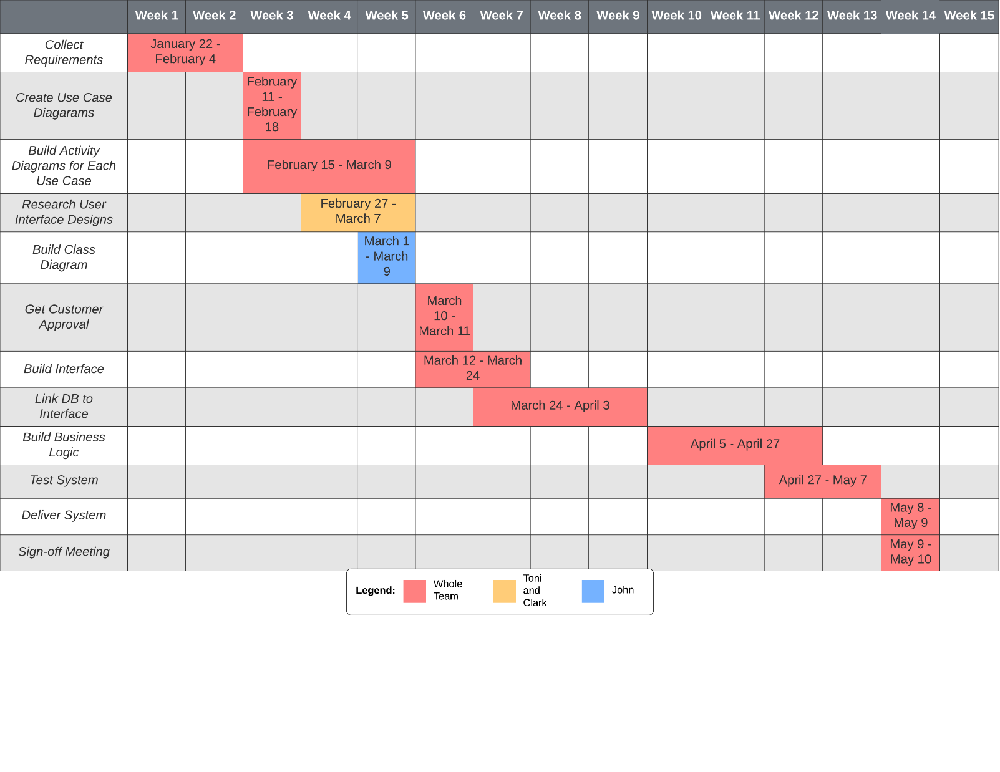 Week 1 Week 2 Week 3 Week 4 Week 5 Week 6 Week 7 Week 8 Week 9 Week 10 Week 11 Week 12 Week 13 Week 14 Week 15
Collect
Requirements
January 22 -
February 4
Create Use Case
Diagarams
February
11 -
February
18
Build Activity
Diagrams for Each
Use Case
February 15 - March 9
Research User
Interface Designs
February 27 -
March 7
Build Class
Diagram
March 1
- March
9
Get Customer
Approval
March
10 -
March 11
Build Interface
March 12 - March
24
Link DB to
Interface
March 24 - April 3
Build Business
Logic
April 5 - April 27
Test System
April 27 - May 7
Deliver System
May 8 -
May 9
Sign-off Meeting
May 9 -
May 10
Legend:
Whole
Team
Toni
and
Clark
John